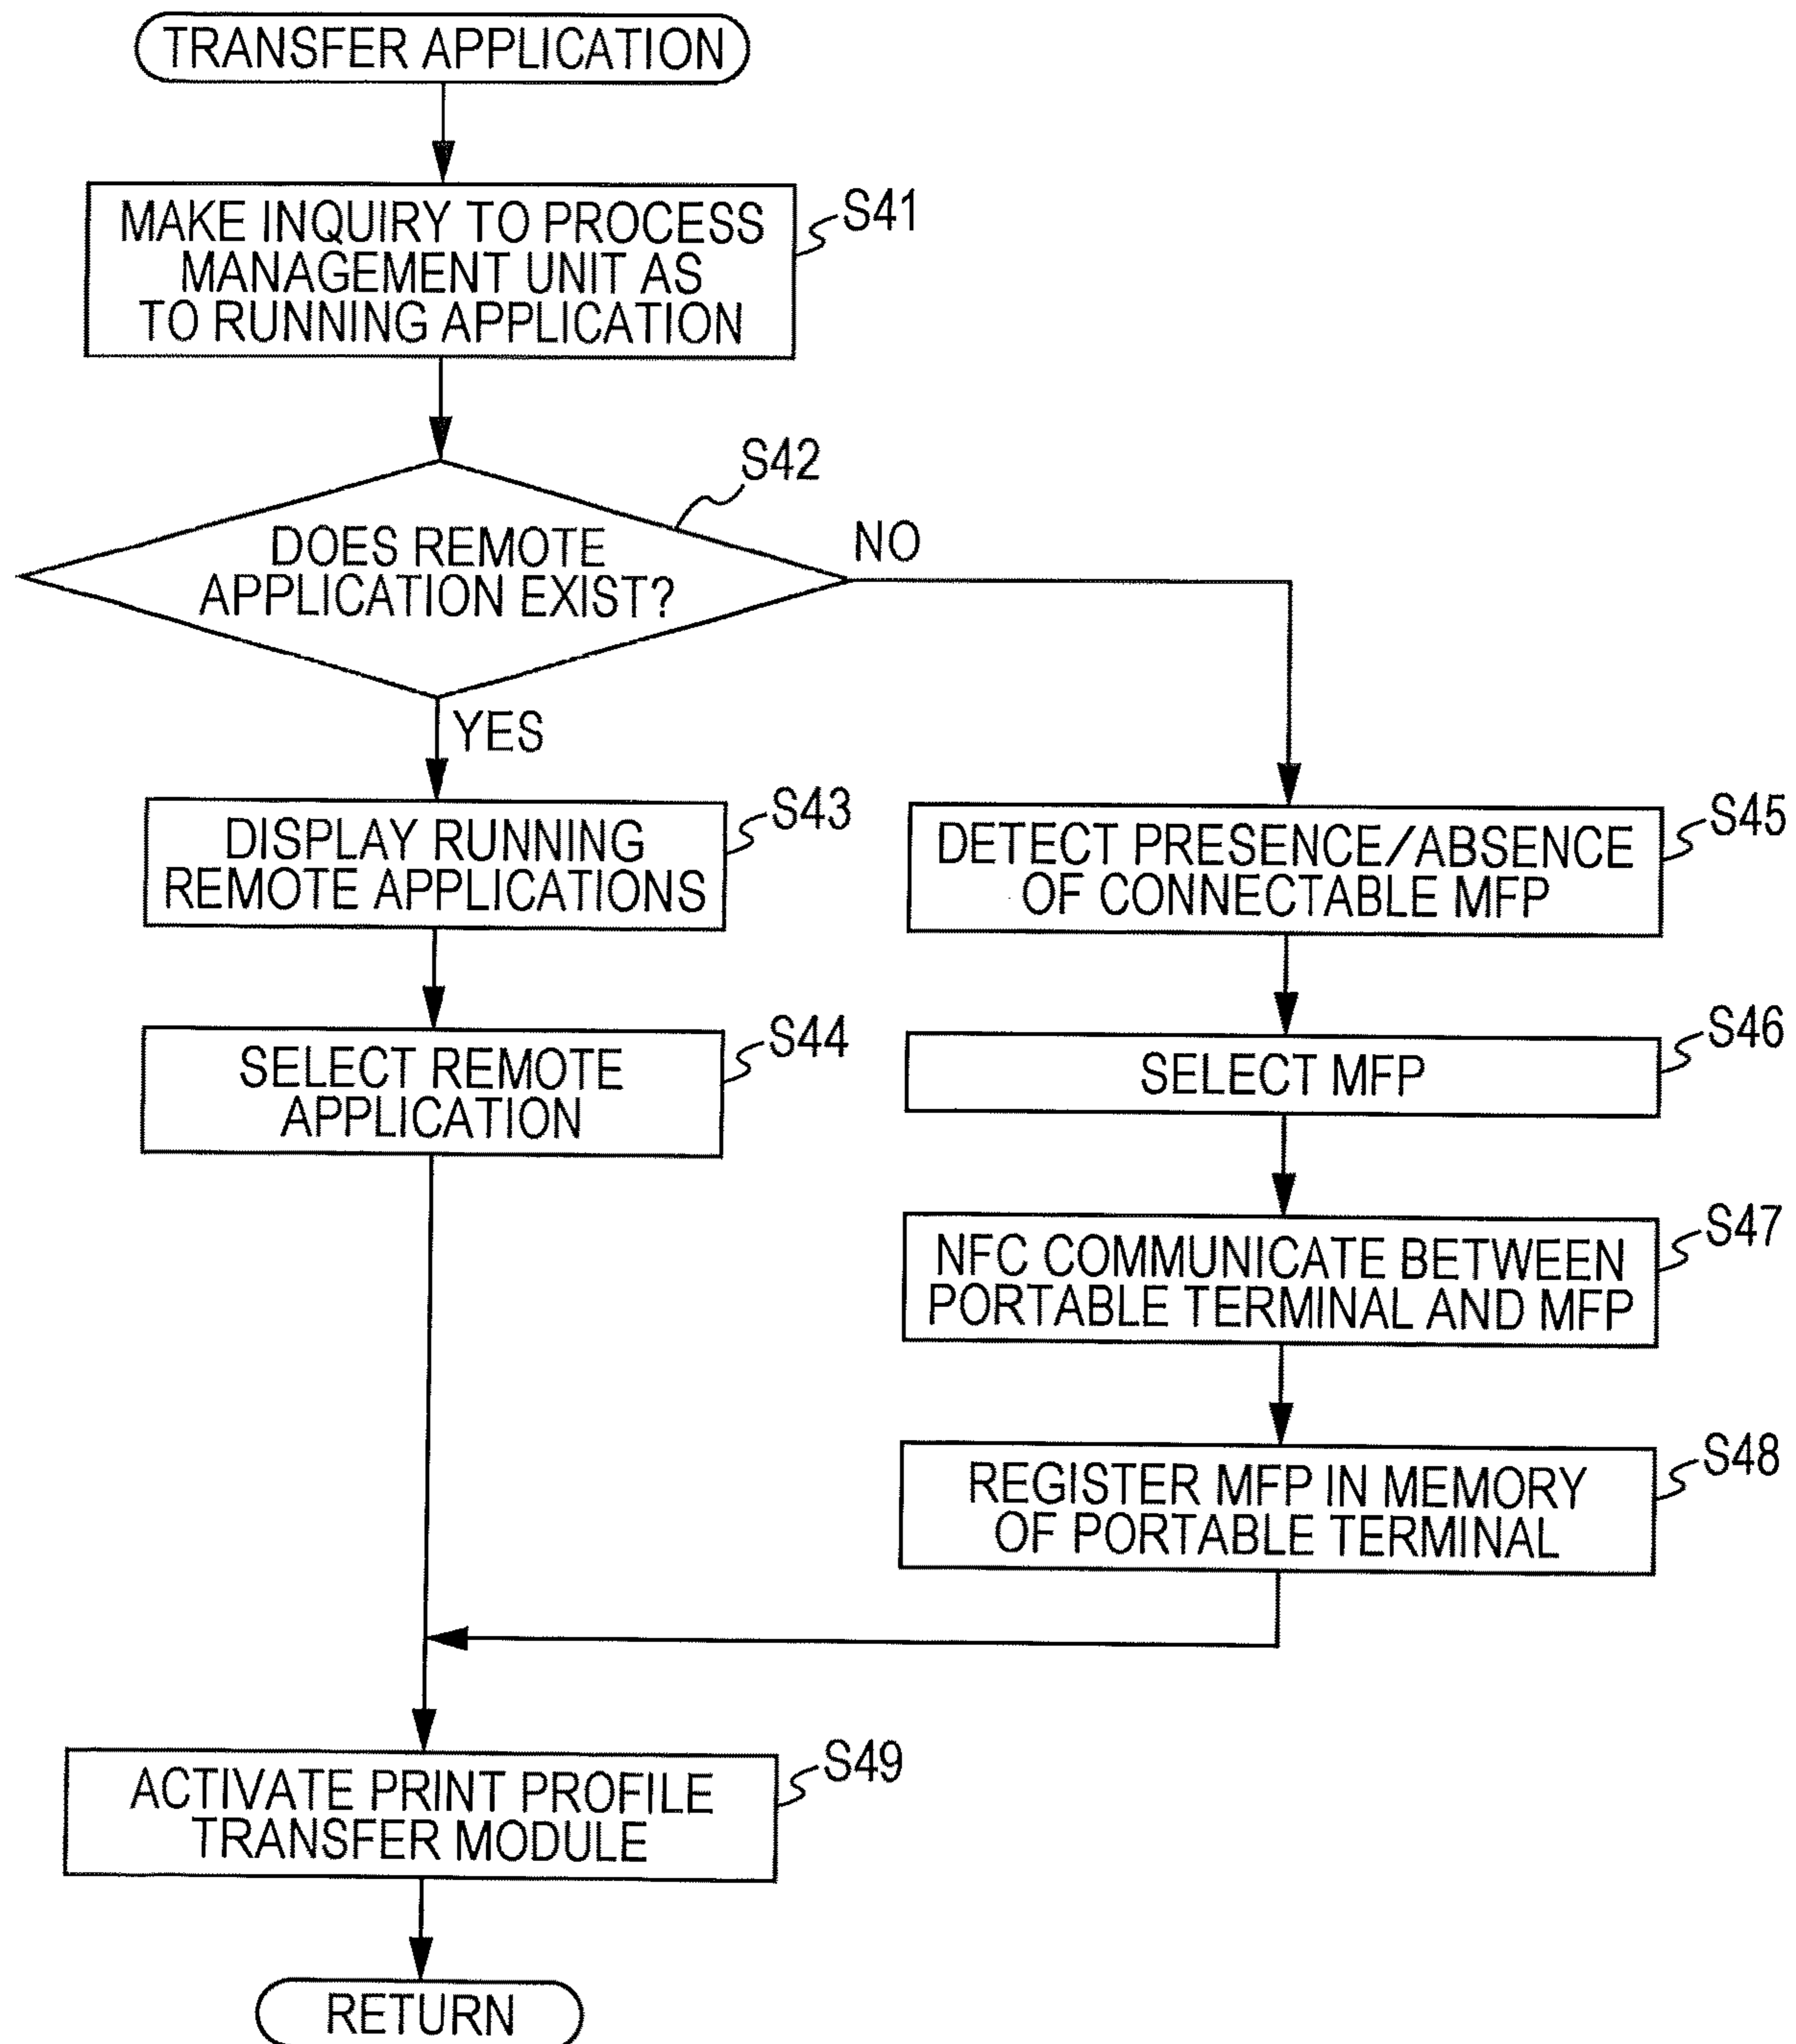 TRANSFER APPLICATION
MAKE INQUIRY TO PROCESS
MANAGEMENT UNIT AS
TO RUNNING APPLICATION
S41
S42
DOES REMOTE
APPLICATION EXIST?
NO
YES
DISPLAY RUNNING
REMOTE APPLICATIONS
S43
SELECT REMOTE
APPLICATION
S44
DETECT PRESENCE/ABSENCE
OF CONNECTABLE MFP
S45
SELECT MFP
S46
NFC COMMUNICATE BETWEEN
PORTABLE TERMINAL AND MFP
S47
REGISTER MFP IN MEMORY
OF PORTABLE TERMINAL
S48
ACTIVATE PRINT PROFILE
TRANSFER MODULE
S49
RETURN